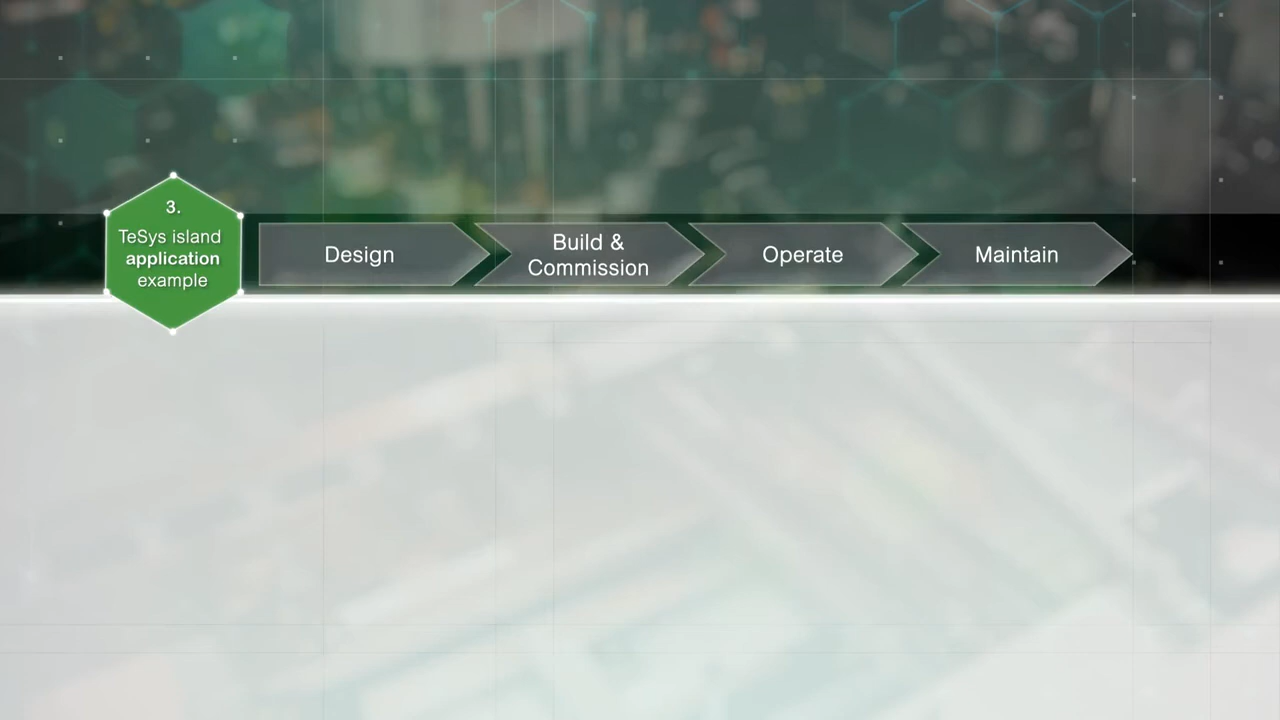 3.
TeSys island
application
example
Design
Build &
Commission
Operate
Maintain